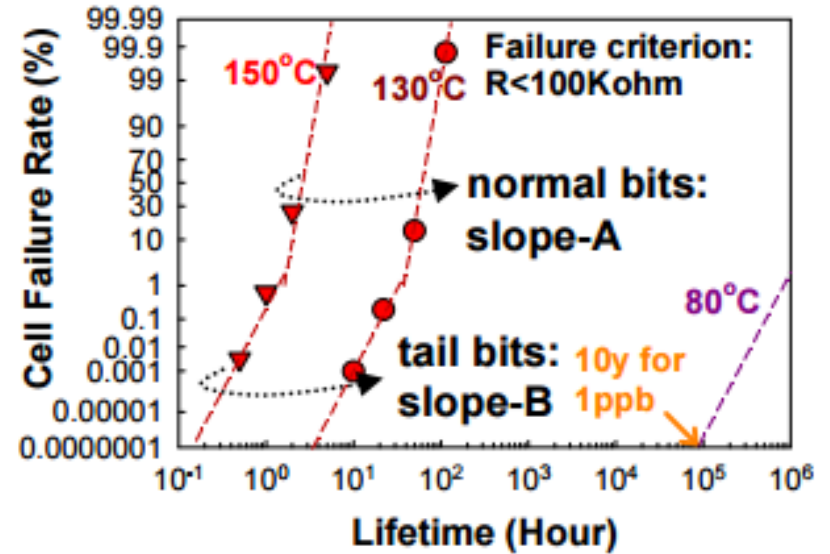 Cell Failure Rate (%)
99.99
99.9
99
90
70
50
30
10
1
0.1
0.01
0.001
0.00001
0.0000001
150°C
130°C
Failure criterion:
R<100Kohm
normal bits:
slope-A
80°C
tail bits:
slope-B
10y for
1ppb
10⁻¹ 10⁰ 10¹ 10² 10³ 10⁴ 10⁵ 10⁶
Lifetime (Hour)